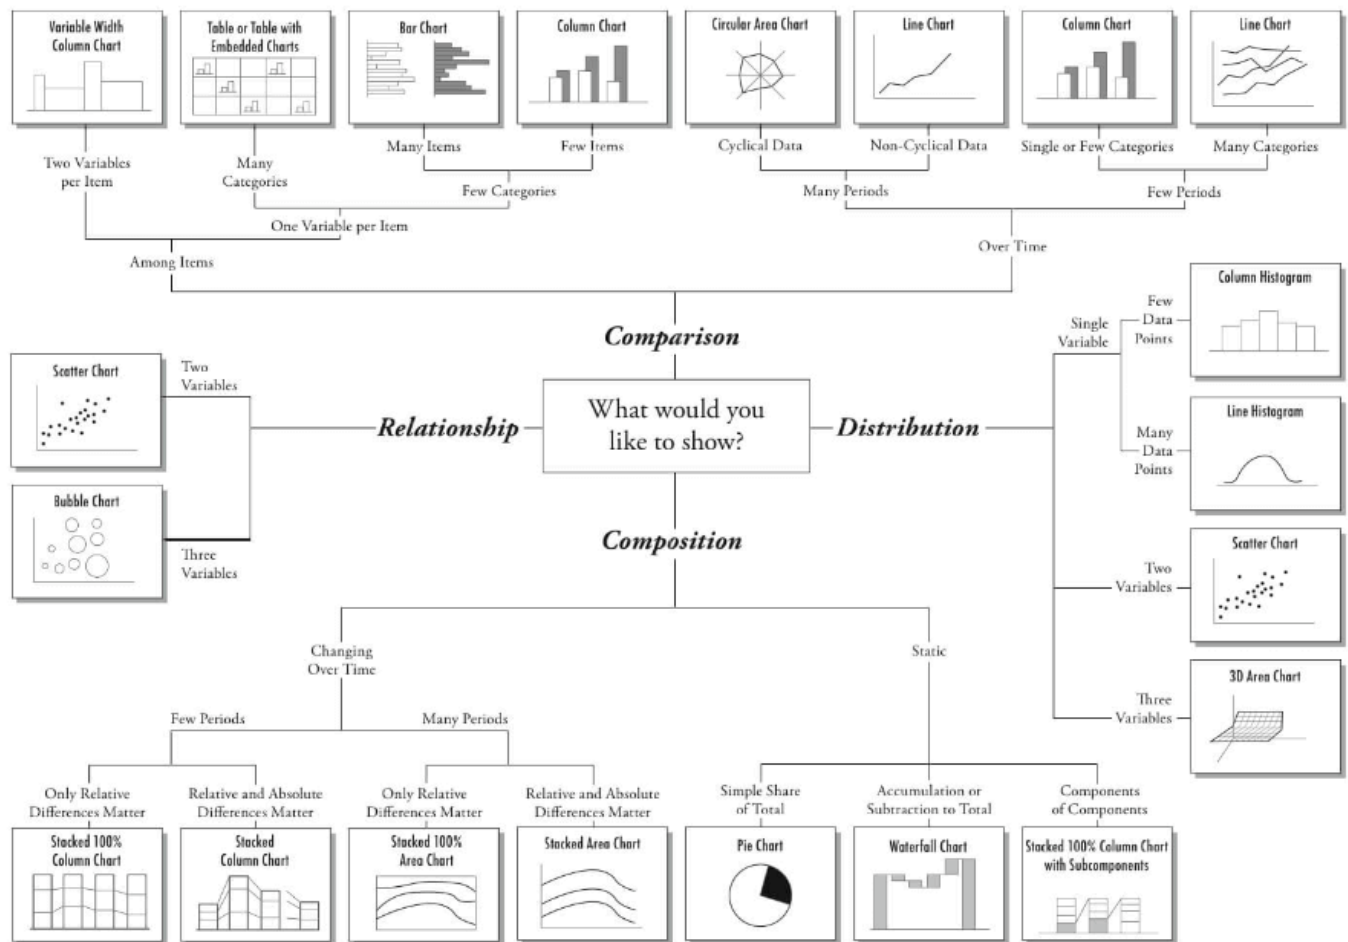 Variable Width
Column Chart
Table or Table with
Embedded Charts
Bar Chart
Column Chart
Circular Area Chart
Line Chart
Column Chart
Line Chart
Two Variables
per Item
Many
Categories
Many Items
Few Items
Cyclical Data
Non-Cyclical Data
Single or Few Categories
Many Categories
Few Categories
Many Periods
Few Periods
One Variable per Item
Over Time
Among Items
Comparison
What would you
like to show?
Relationship
Two
Variables
Scatter Chart
Three
Variables
Bubble Chart
Distribution
Single
Variable
Few
Data
Points
Column Histogram
Many
Data
Points
Line Histogram
Two
Variables
Scatter Chart
Three
Variables
3D Area Chart
Composition
Changing
Over Time
Static
Few Periods
Many Periods
Only Relative
Differences Matter
Relative and Absolute
Differences Matter
Only Relative
Differences Matter
Relative and Absolute
Differences Matter
Simple Share
of Total
Accumulation or
Subtraction to Total
Components
of Components
Stacked 100%
Column Chart
Stacked
Column Chart
Stacked 100%
Area Chart
Stacked Area Chart
Pie Chart
Waterfall Chart
Stacked 100% Column Chart
with Subcomponents